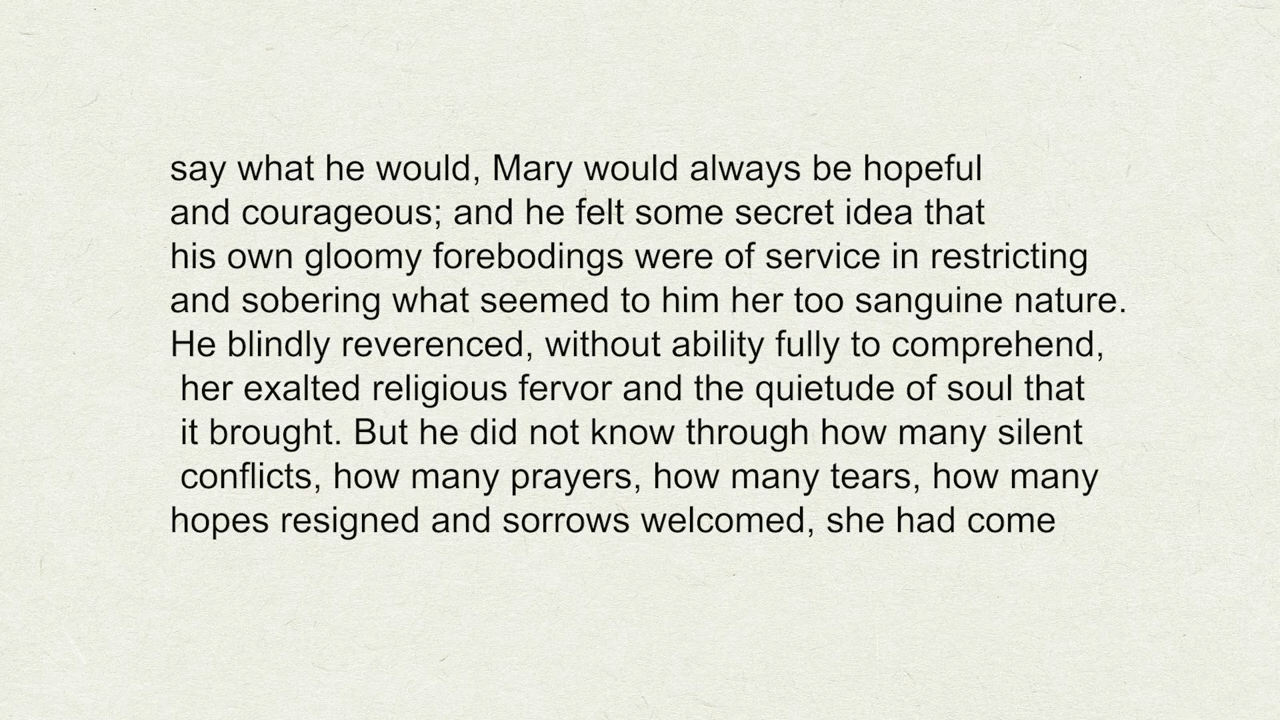 say what he would, Mary would always be hopeful
and courageous; and he felt some secret idea that
his own gloomy forebodings were of service in restricting
and sobering what seemed to him her too sanguine nature.
He blindly reverenced, without ability fully to comprehend,
her exalted religious fervor and the quietude of soul that
it brought. But he did not know through how many silent
conflicts, how many prayers, how many tears, how many
hopes resigned and sorrows welcomed, she had come